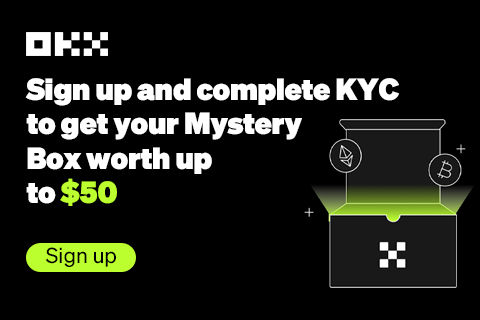 OKX
Sign up and complete KYC
to get your Mystery
Box worth up
to $50
Sign up